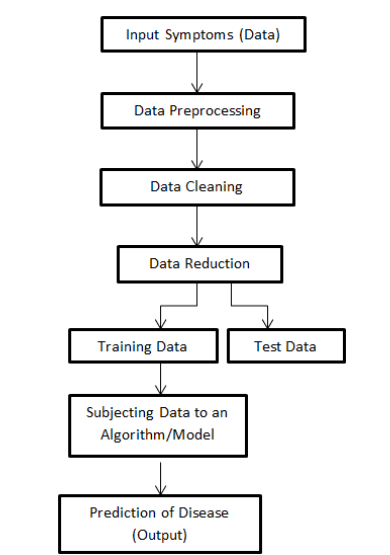 Input Symptoms (Data)
Data Preprocessing
Data Cleaning
Data Reduction
Training Data
Test Data
Subjecting Data to an
Algorithm/Model
Prediction of Disease
(Output)